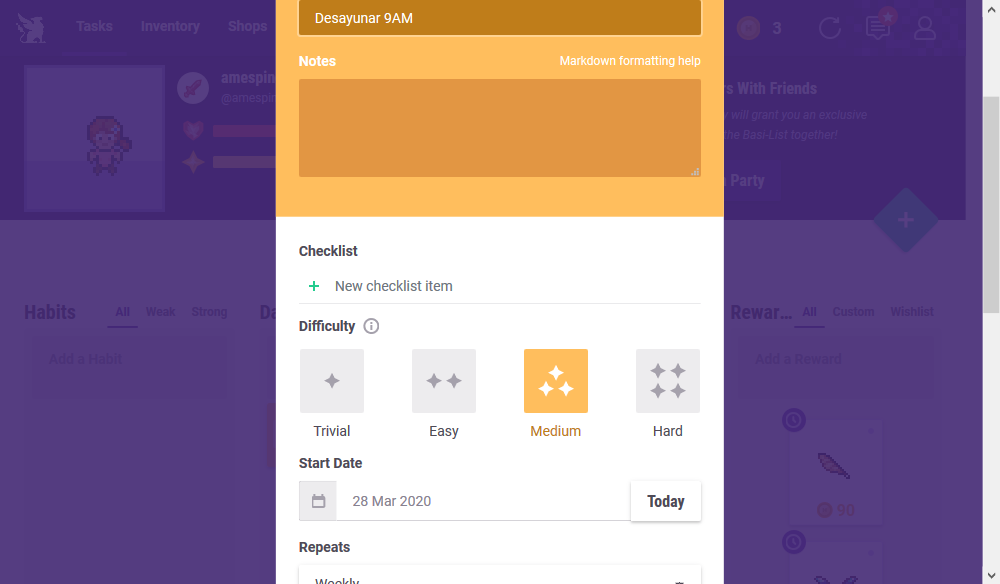 Tasks
Inventory
Shops
3
Desayunar 9AM
Notes
Markdown formatting help
amespin
@amespin
s With Friends
will grant you an exclusive
the Basi-List together!
Party
Checklist
New checklist item
Habits
All
Weak
Strong
Da
Add a Habit
Difficulty
Trivial
Easy
Medium
Hard
Rewar...
All
Custom
Wishlist
Add a Reward
90
Start Date
28 Mar 2020
Today
Repeats
Weekly